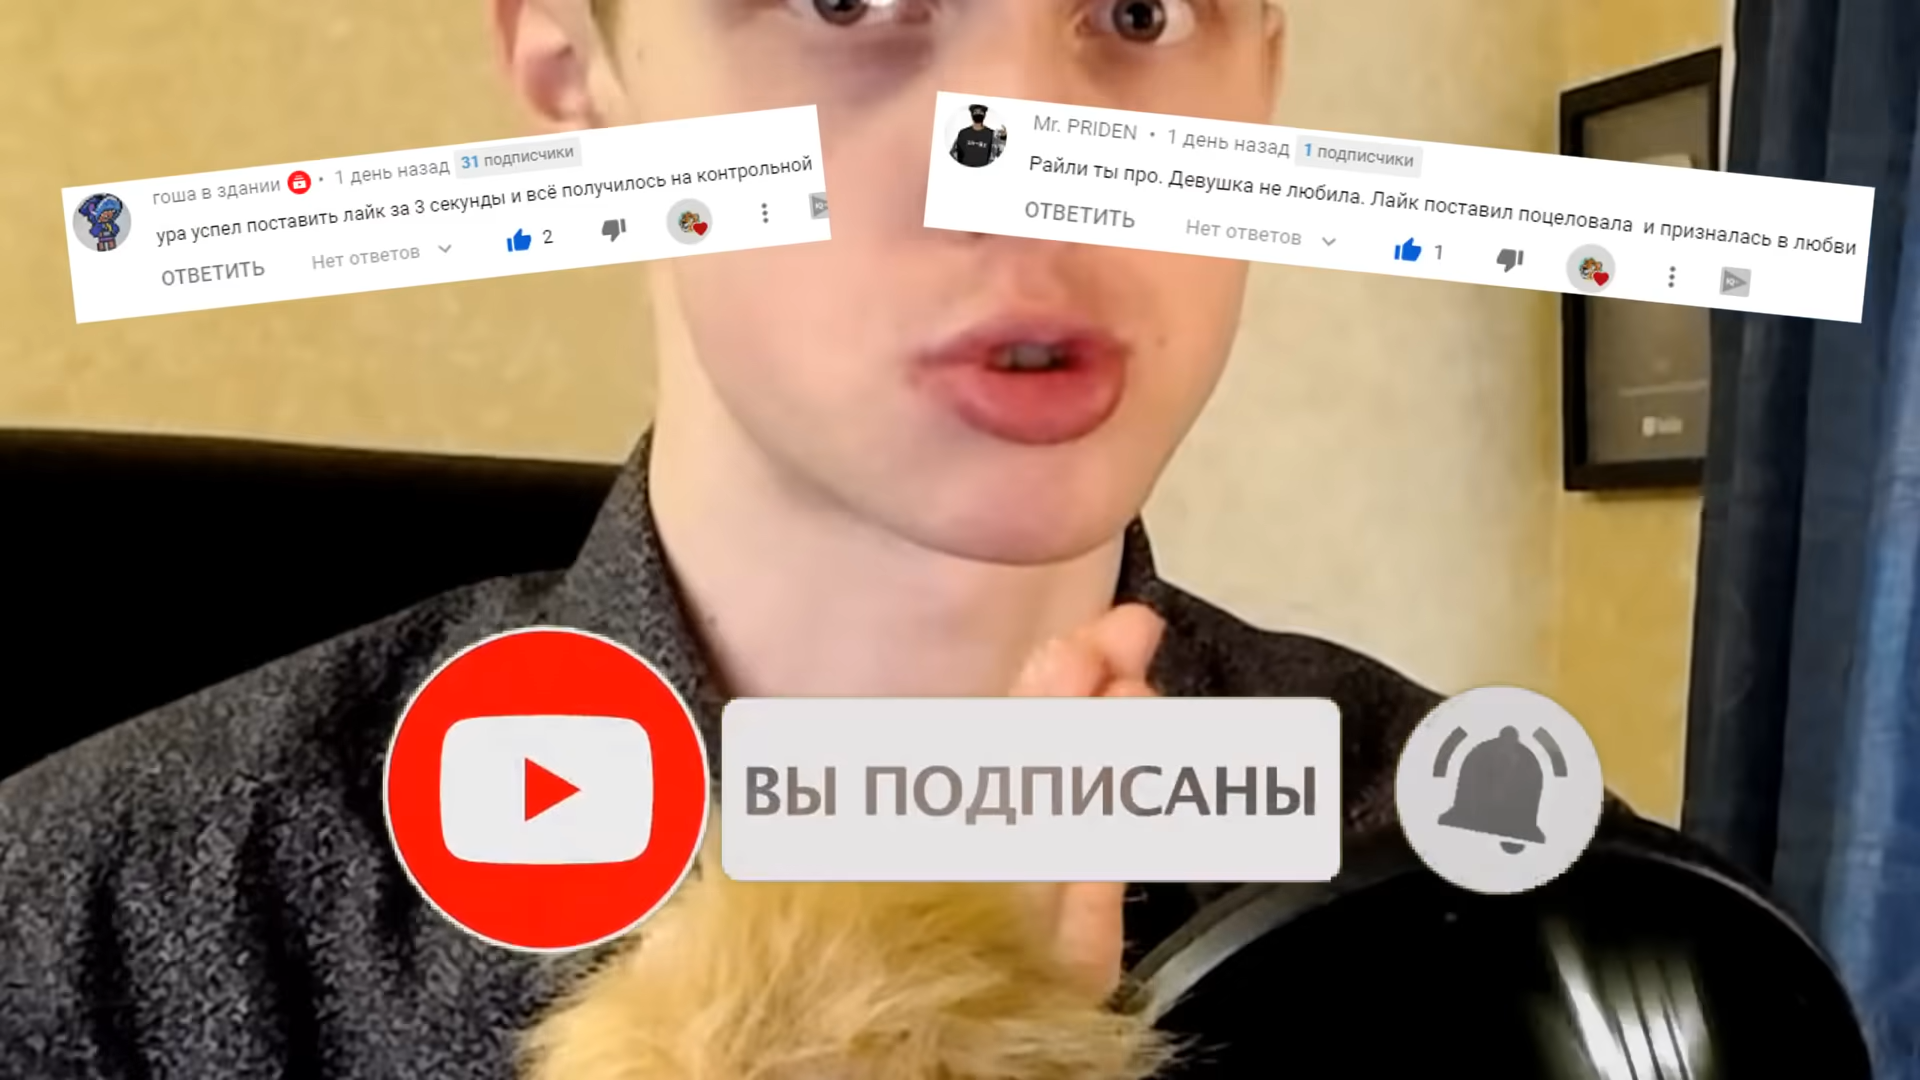 гоша в здании • 1 день назад 31 подписчики
ура успел поставить лайк за 3 секунды и всё получилось на контрольной
ОТВЕТИТЬ Нет ответов 2
Mr. PRIDEN • 1 день назад 1 подписчики
Райли ты про. Девушка не любила. Лайк поставил поцеловала и призналась в любви
ОТВЕТИТЬ Нет ответов 1
ВЫ ПОДПИСАНЫ